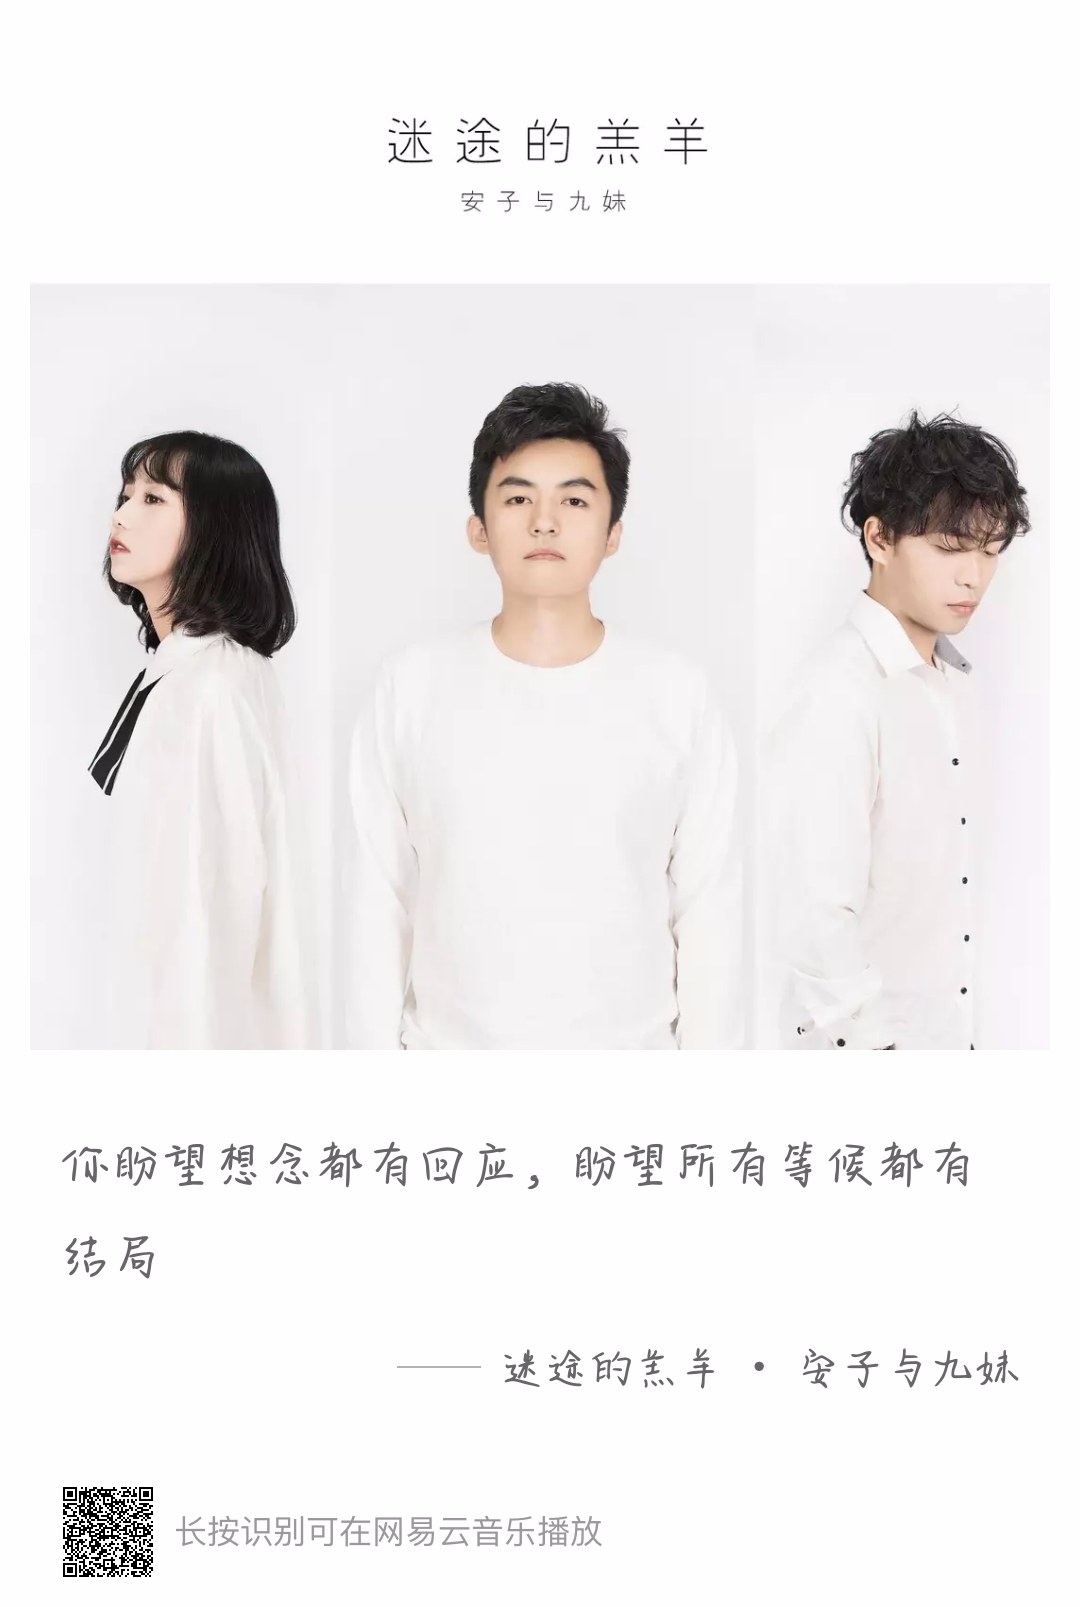 迷途的羔羊
安子与九妹
你盼望想念都有回应，盼望所有等候都有
结局
—— 迷途的羔羊 · 安子与九妹
长按识别可在网易云音乐播放